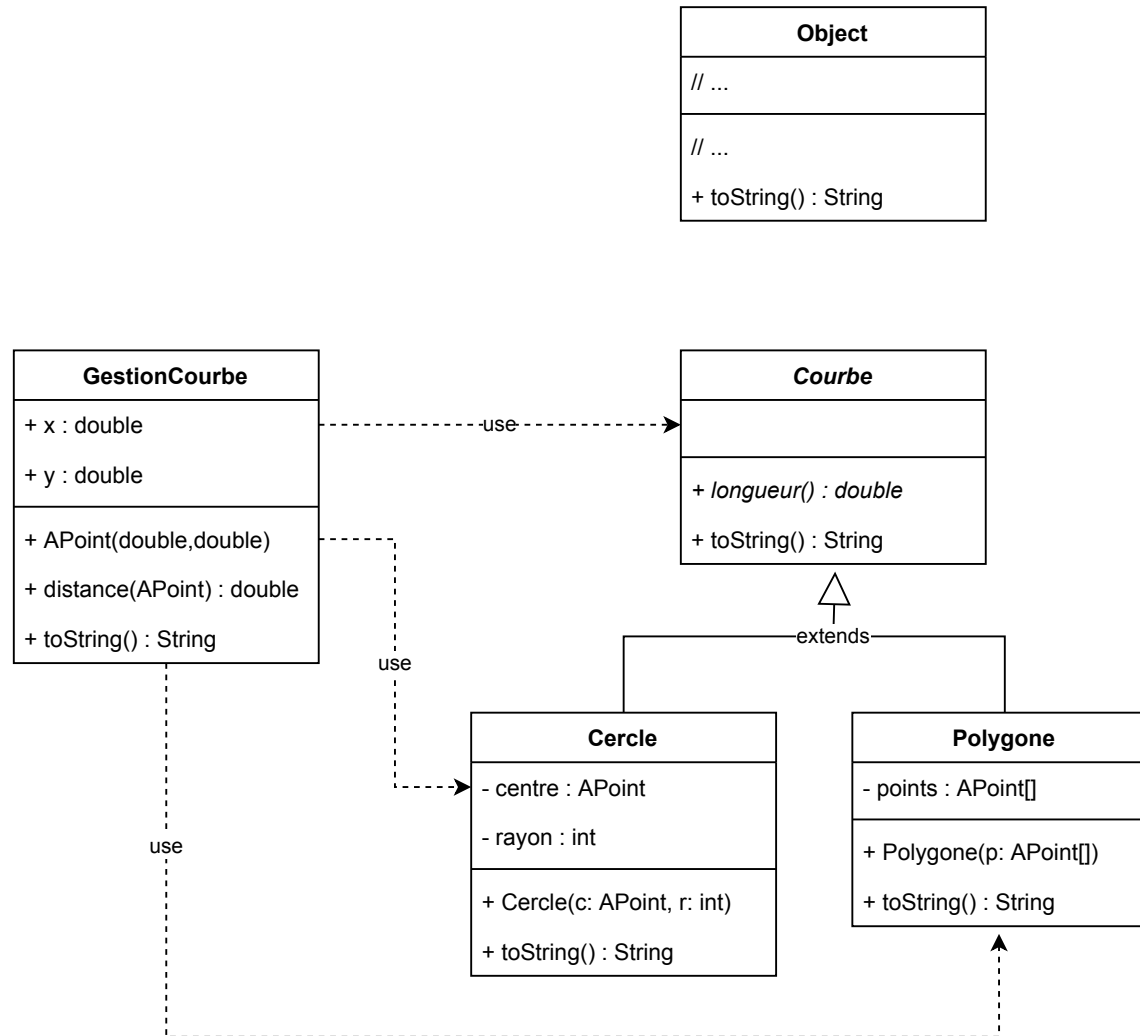 Object
// ...
// ...
+ toString() : String
GestionCourbe
+ x : double
+ y : double
+ APoint(double,double)
+ distance(APoint) : double
+ toString() : String
use
Courbe
+ longueur() : double
+ toString() : String
extends
use
Cercle
- centre : APoint
- rayon : int
+ Cercle(c: APoint, r: int)
+ toString() : String
Polygone
- points : APoint[]
+ Polygone(p: APoint[])
+ toString() : String
use